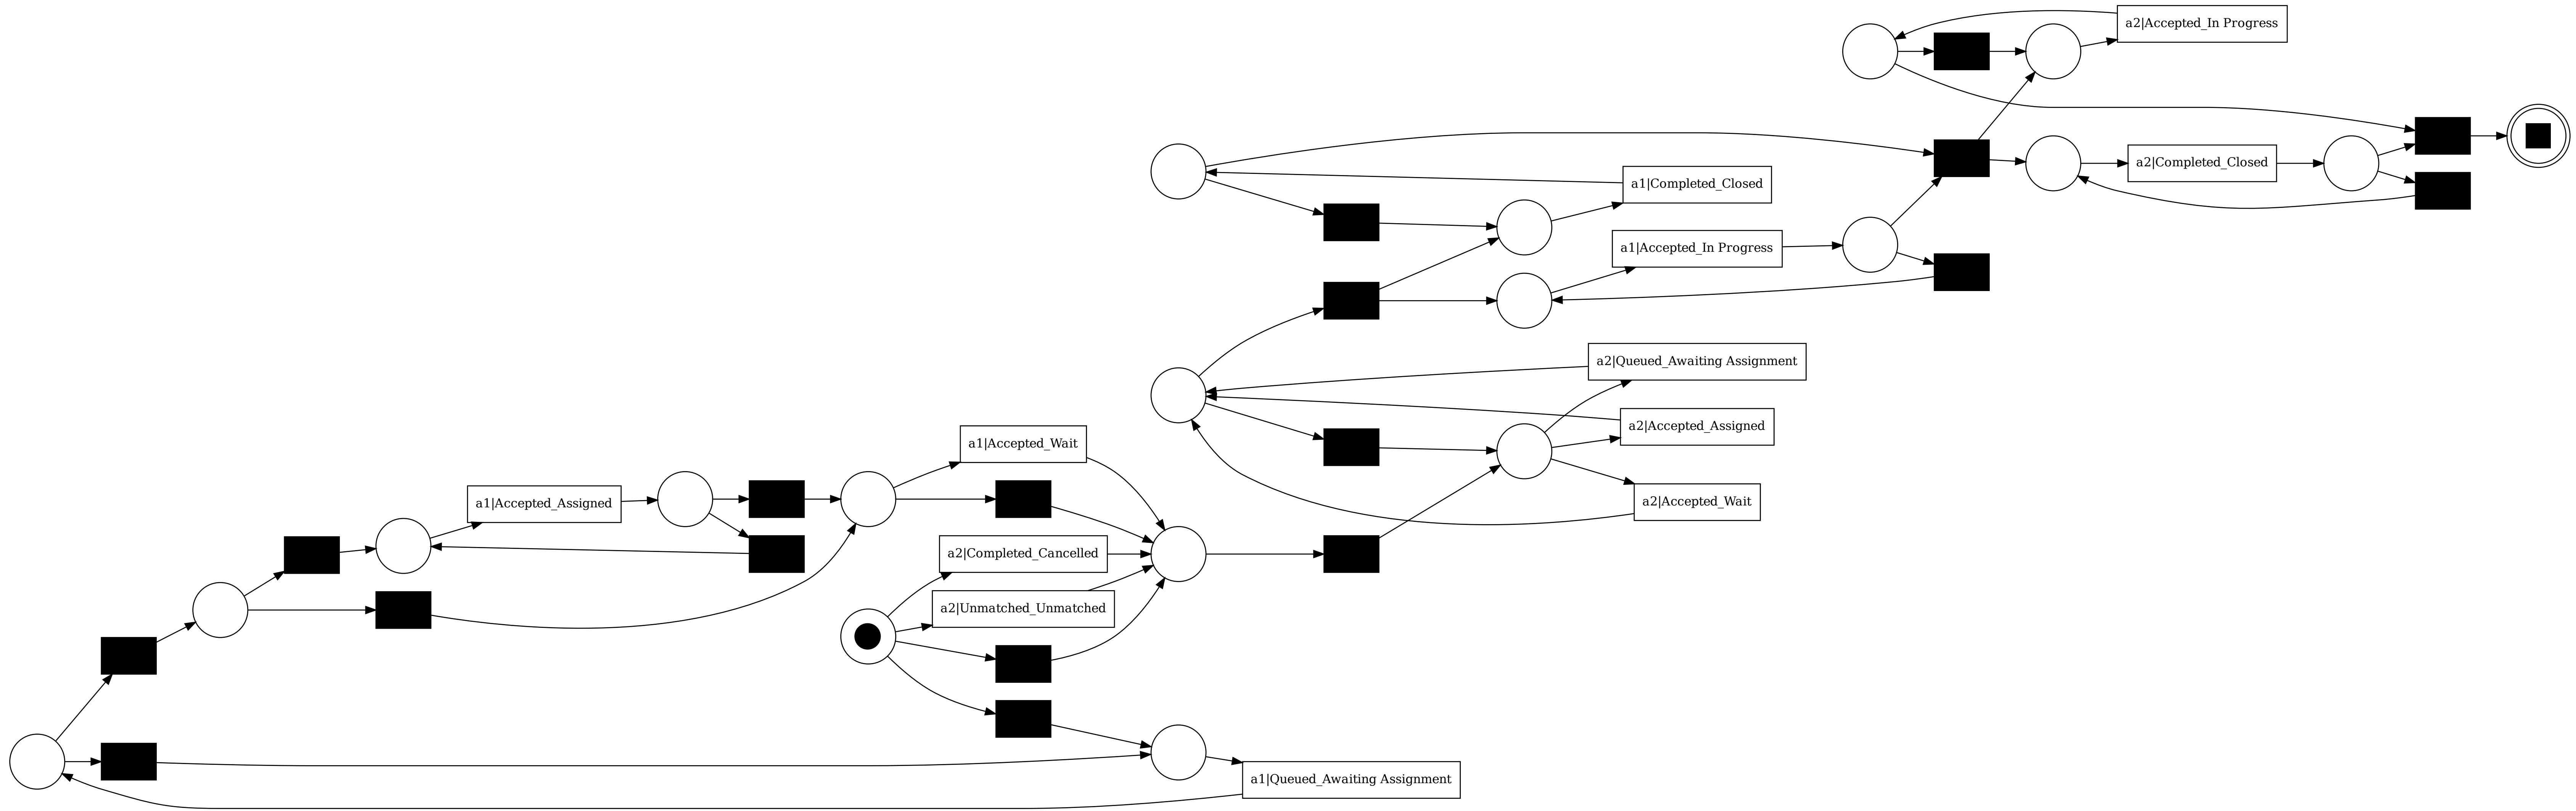 a2|Accepted_In Progress
a2|Completed_Closed
a1|Completed_Closed
a1|Accepted_In Progress
a2|Queued_Awaiting Assignment
a2|Accepted_Assigned
a1|Accepted_Wait
a1|Accepted_Assigned
a2|Accepted_Wait
a2|Completed_Cancelled
a2|Unmatched_Unmatched
a1|Queued_Awaiting Assignment